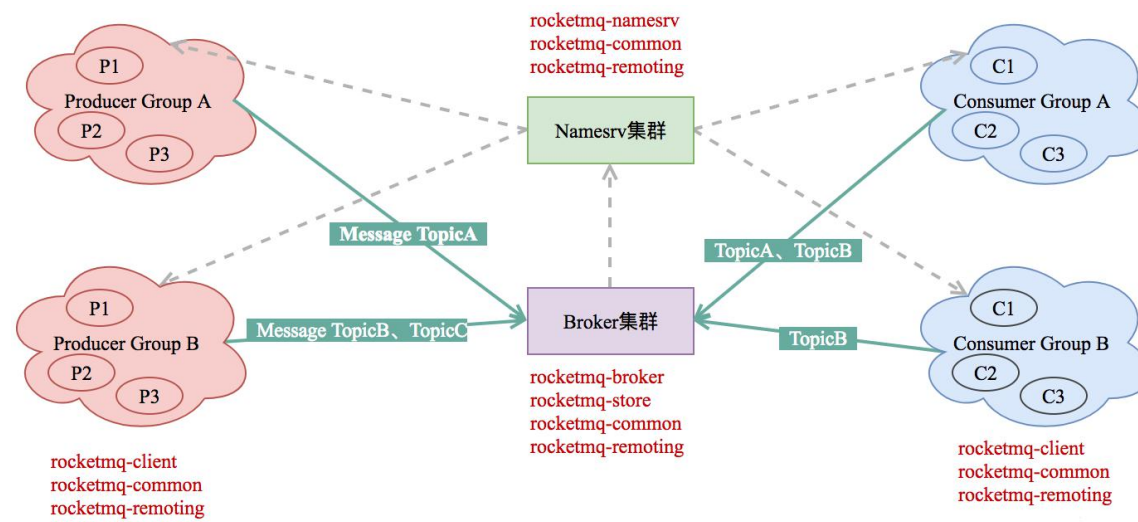 rocketmq-namesrv
rocketmq-common
rocketmq-remoting
P1
Producer Group A
P2
P3
Namesrv集群
C1
Consumer Group A
C2
C3
Message TopicA
TopicA、TopicB
P1
Producer Group B
P2
P3
Message TopicB、TopicC
Broker集群
TopicB
C1
Consumer Group B
C2
C3
rocketmq-broker
rocketmq-store
rocketmq-common
rocketmq-remoting
rocketmq-client
rocketmq-common
rocketmq-remoting
rocketmq-client
rocketmq-common
rocketmq-remoting